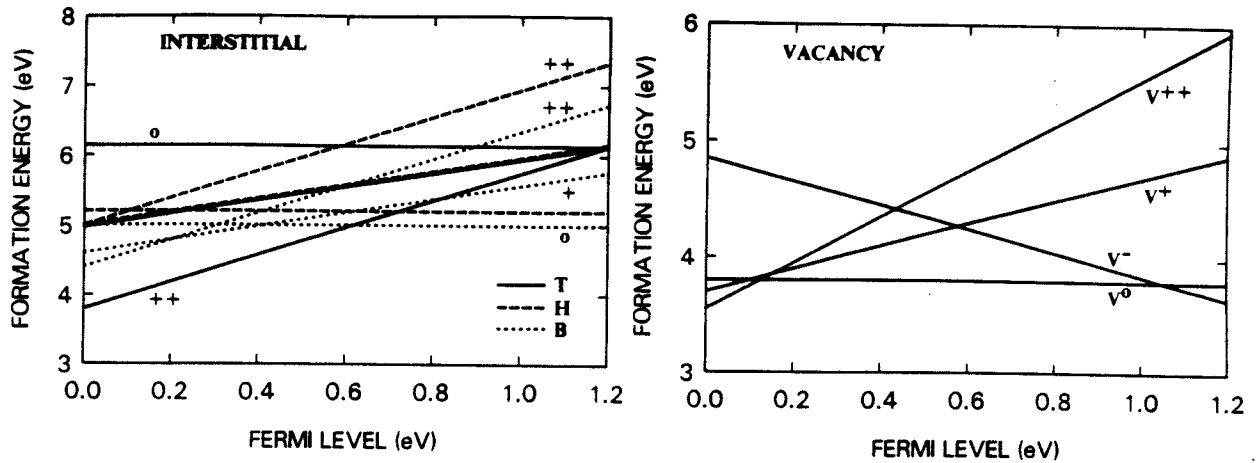 INTERSTITIAL
FORMATION ENERGY (eV)
8
7
6
5
4
3
++
++
o
+
o
++
T
H
B
0.0 0.2 0.4 0.6 0.8 1.0 1.2
FERMI LEVEL (eV)
VACANCY
FORMATION ENERGY (eV)
6
5
4
3
V++
V+
V-
Vo
0.0 0.2 0.4 0.6 0.8 1.0 1.2
FERMI LEVEL (eV)